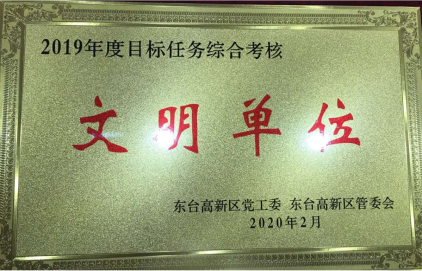 2019年度目标任务综合考核
文明单位
东台高新区党工委 东台高新区管委会
2020年2月